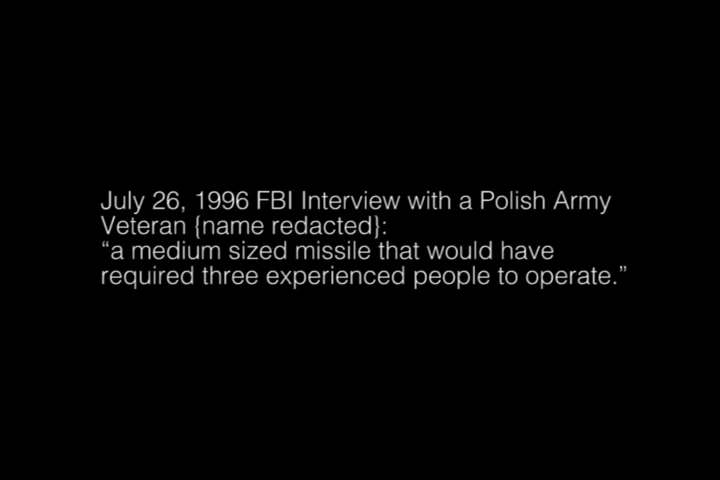 July 26, 1996 FBI Interview with a Polish Army
Veteran {name redacted}:
“a medium sized missile that would have
required three experienced people to operate.”